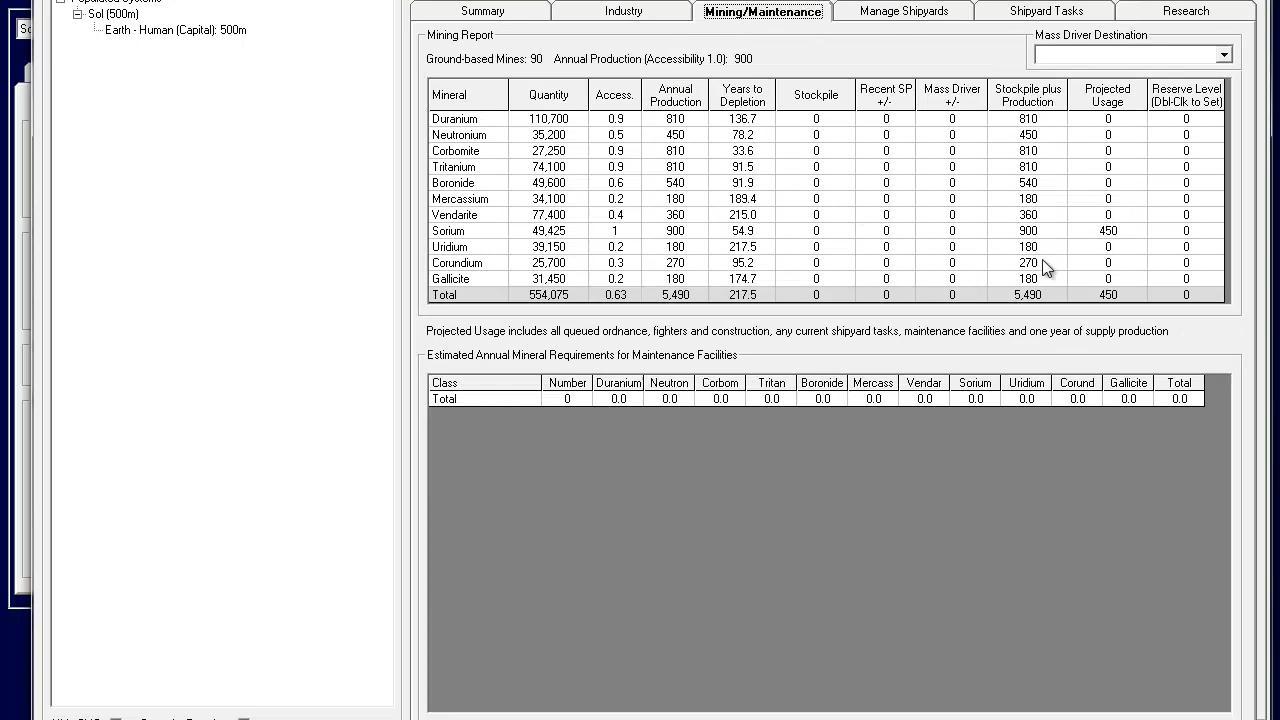 Sol (500m)
Earth - Human (Capital): 500m
Summary Industry Mining/Maintenance Manage Shipyards Shipyard Tasks Research
Mining Report
Mass Driver Destination
Ground-based Mines: 90 Annual Production (Accessibility 1.0): 900
Mineral Quantity Access. Annual Production Years to Depletion Stockpile Recent SP +/- Mass Driver +/- Stockpile plus Production Projected Usage Reserve Level (Dbl-Clk to Set)
Duranium 110,700 0.9 810 136.7 0 0 0 810 0 0
Neutronium 35,200 0.5 450 78.2 0 0 0 450 0 0
Corbomite 27,250 0.9 810 33.6 0 0 0 810 0 0
Tritanium 74,100 0.9 810 91.5 0 0 0 810 0 0
Boronide 49,600 0.6 540 91.9 0 0 0 540 0 0
Mercassium 34,100 0.2 180 189.4 0 0 0 180 0 0
Vendarite 77,400 0.4 360 215.0 0 0 0 360 0 0
Sorium 49,425 1 900 54.9 0 0 0 900 450 0
Uridium 39,150 0.2 180 217.5 0 0 0 180 0 0
Corundium 25,700 0.3 270 95.2 0 0 0 270 0 0
Gallicite 31,450 0.2 180 174.7 0 0 0 180 0 0
Total 554,075 0.63 5,490 217.5 0 0 0 5,490 450 0
Projected Usage includes all queued ordnance, fighters and construction, any current shipyard tasks, maintenance facilities and one year of supply production
Estimated Annual Mineral Requirements for Maintenance Facilities
Class Number Duranium Neutron Corbom Tritan Boronide Mercass Vendar Sorium Uridium Corund Gallicite Total
Total 0 0.0 0.0 0.0 0.0 0.0 0.0 0.0 0.0 0.0 0.0 0.0 0.0